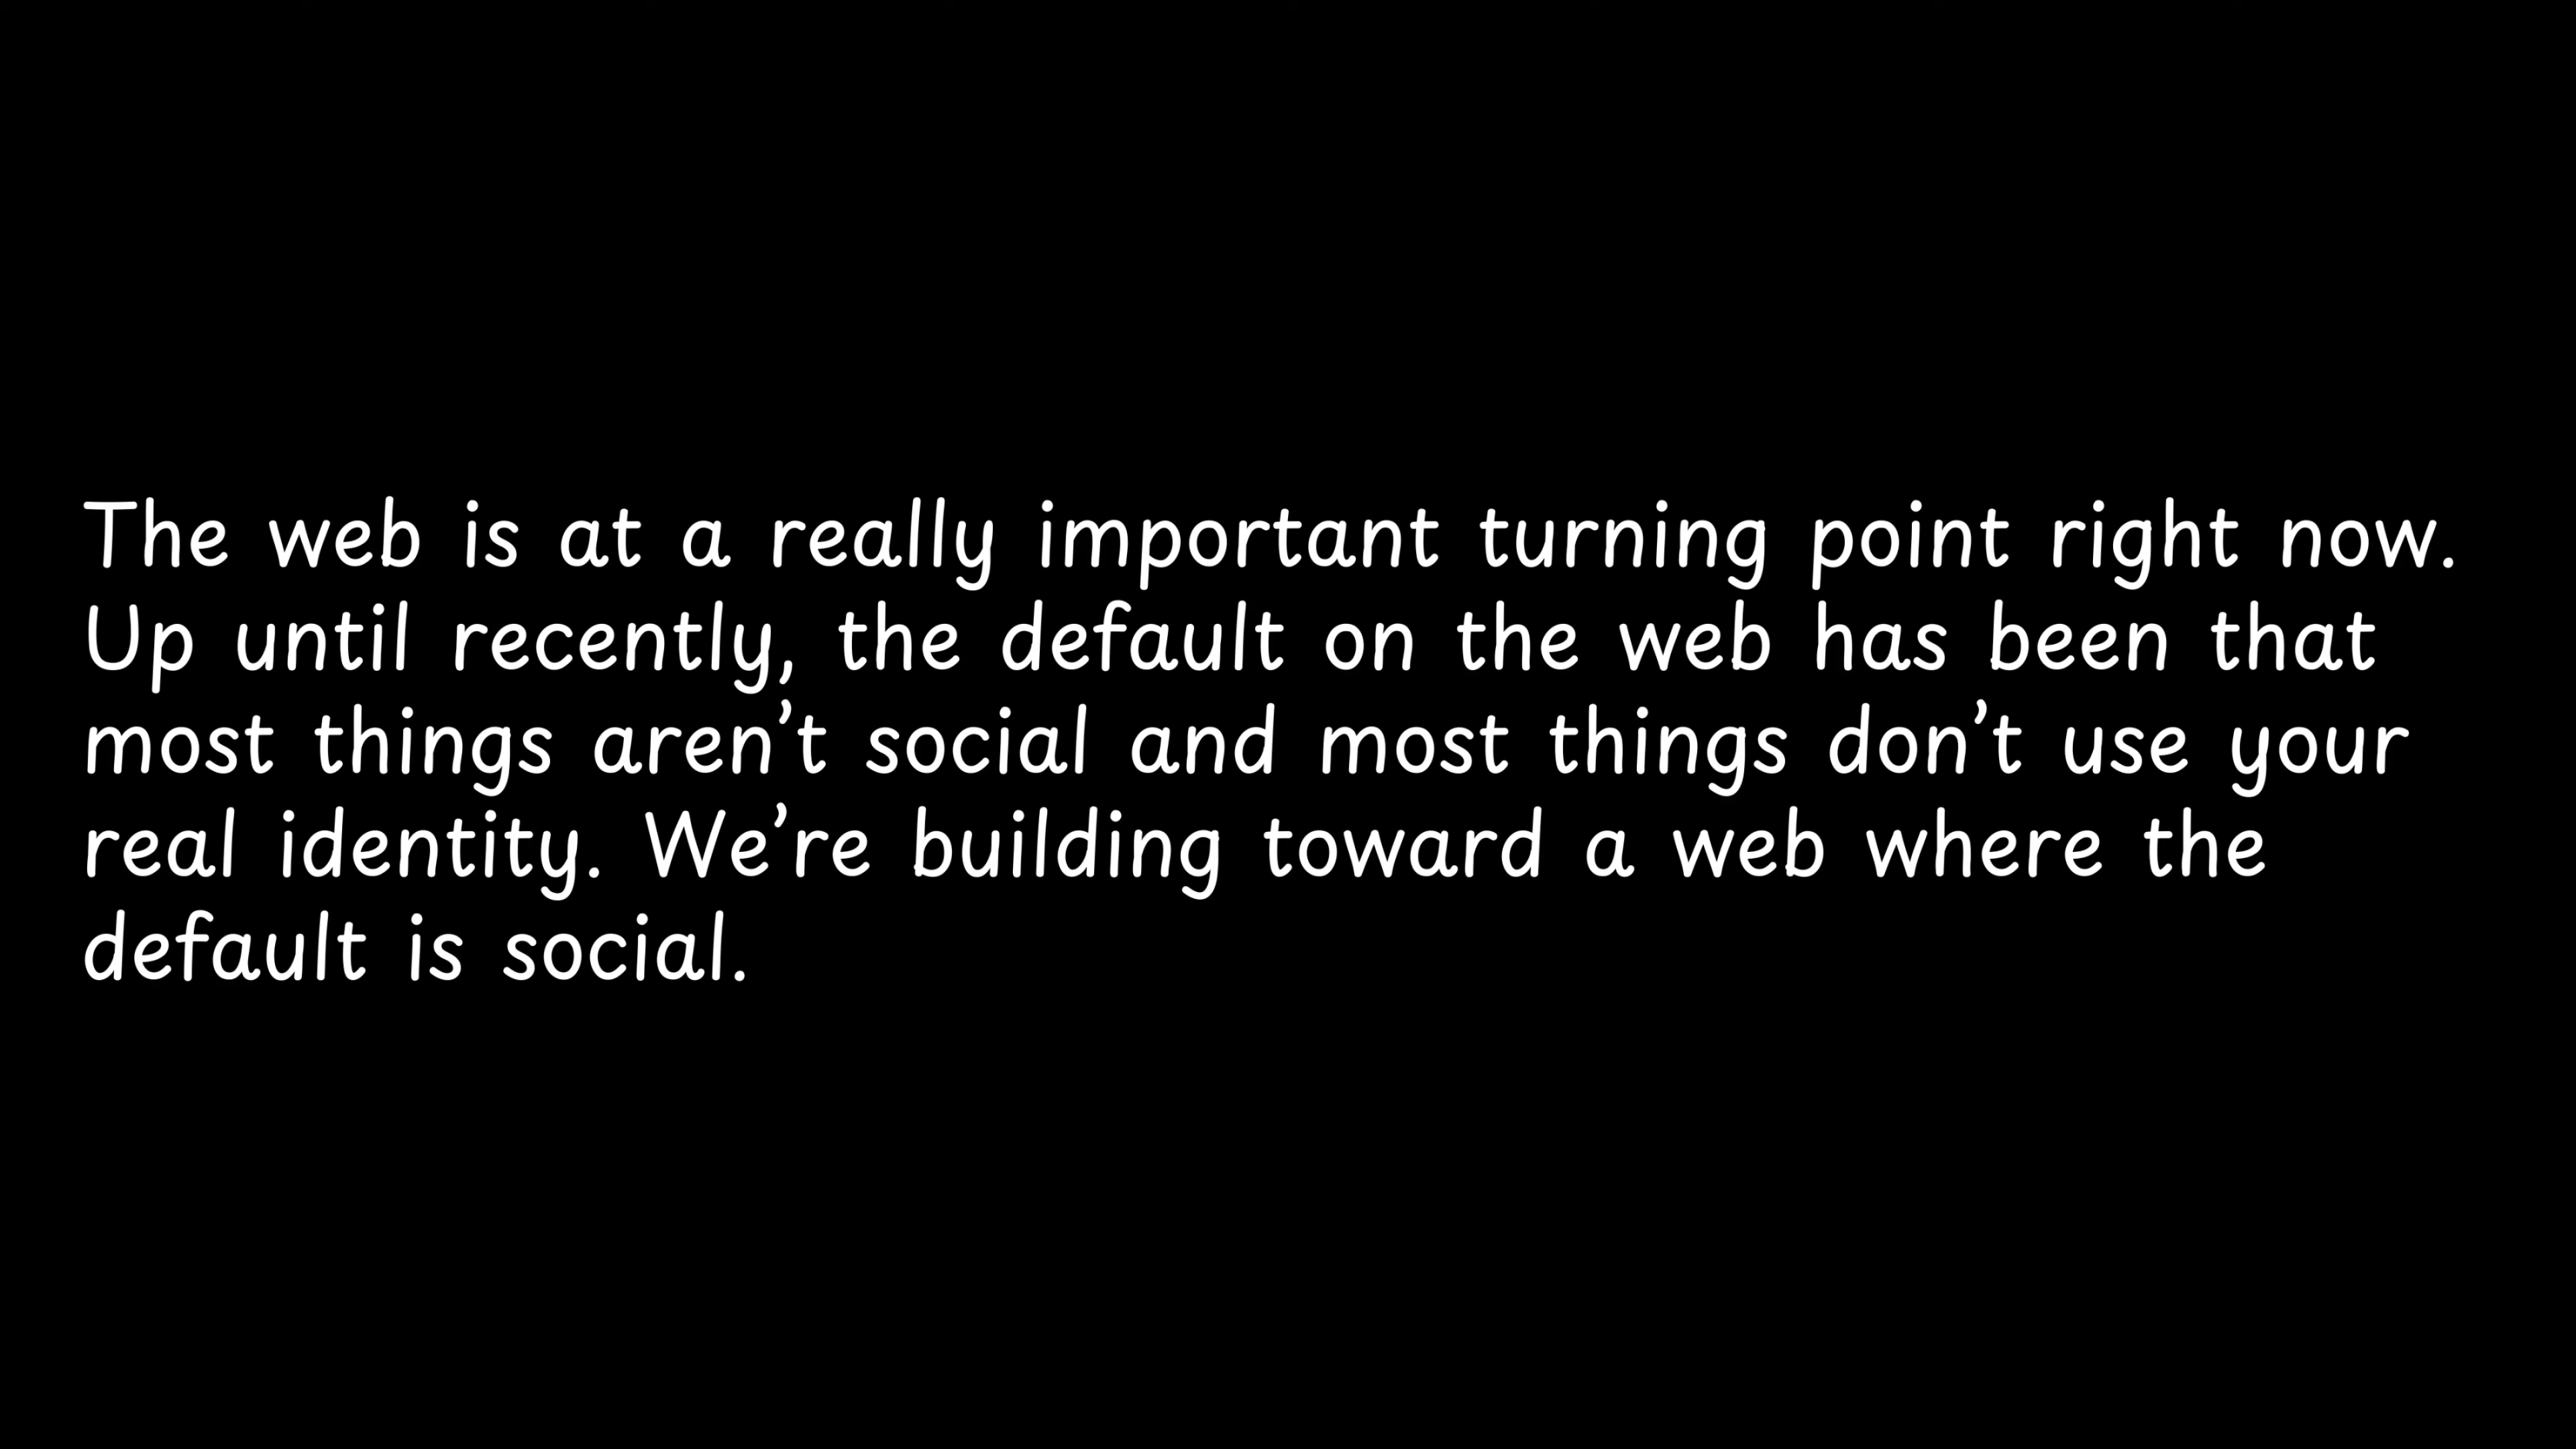 The web is at a really important turning point right now.
Up until recently, the default on the web has been that
most things aren’t social and most things don’t use your
real identity. We’re building toward a web where the
default is social.